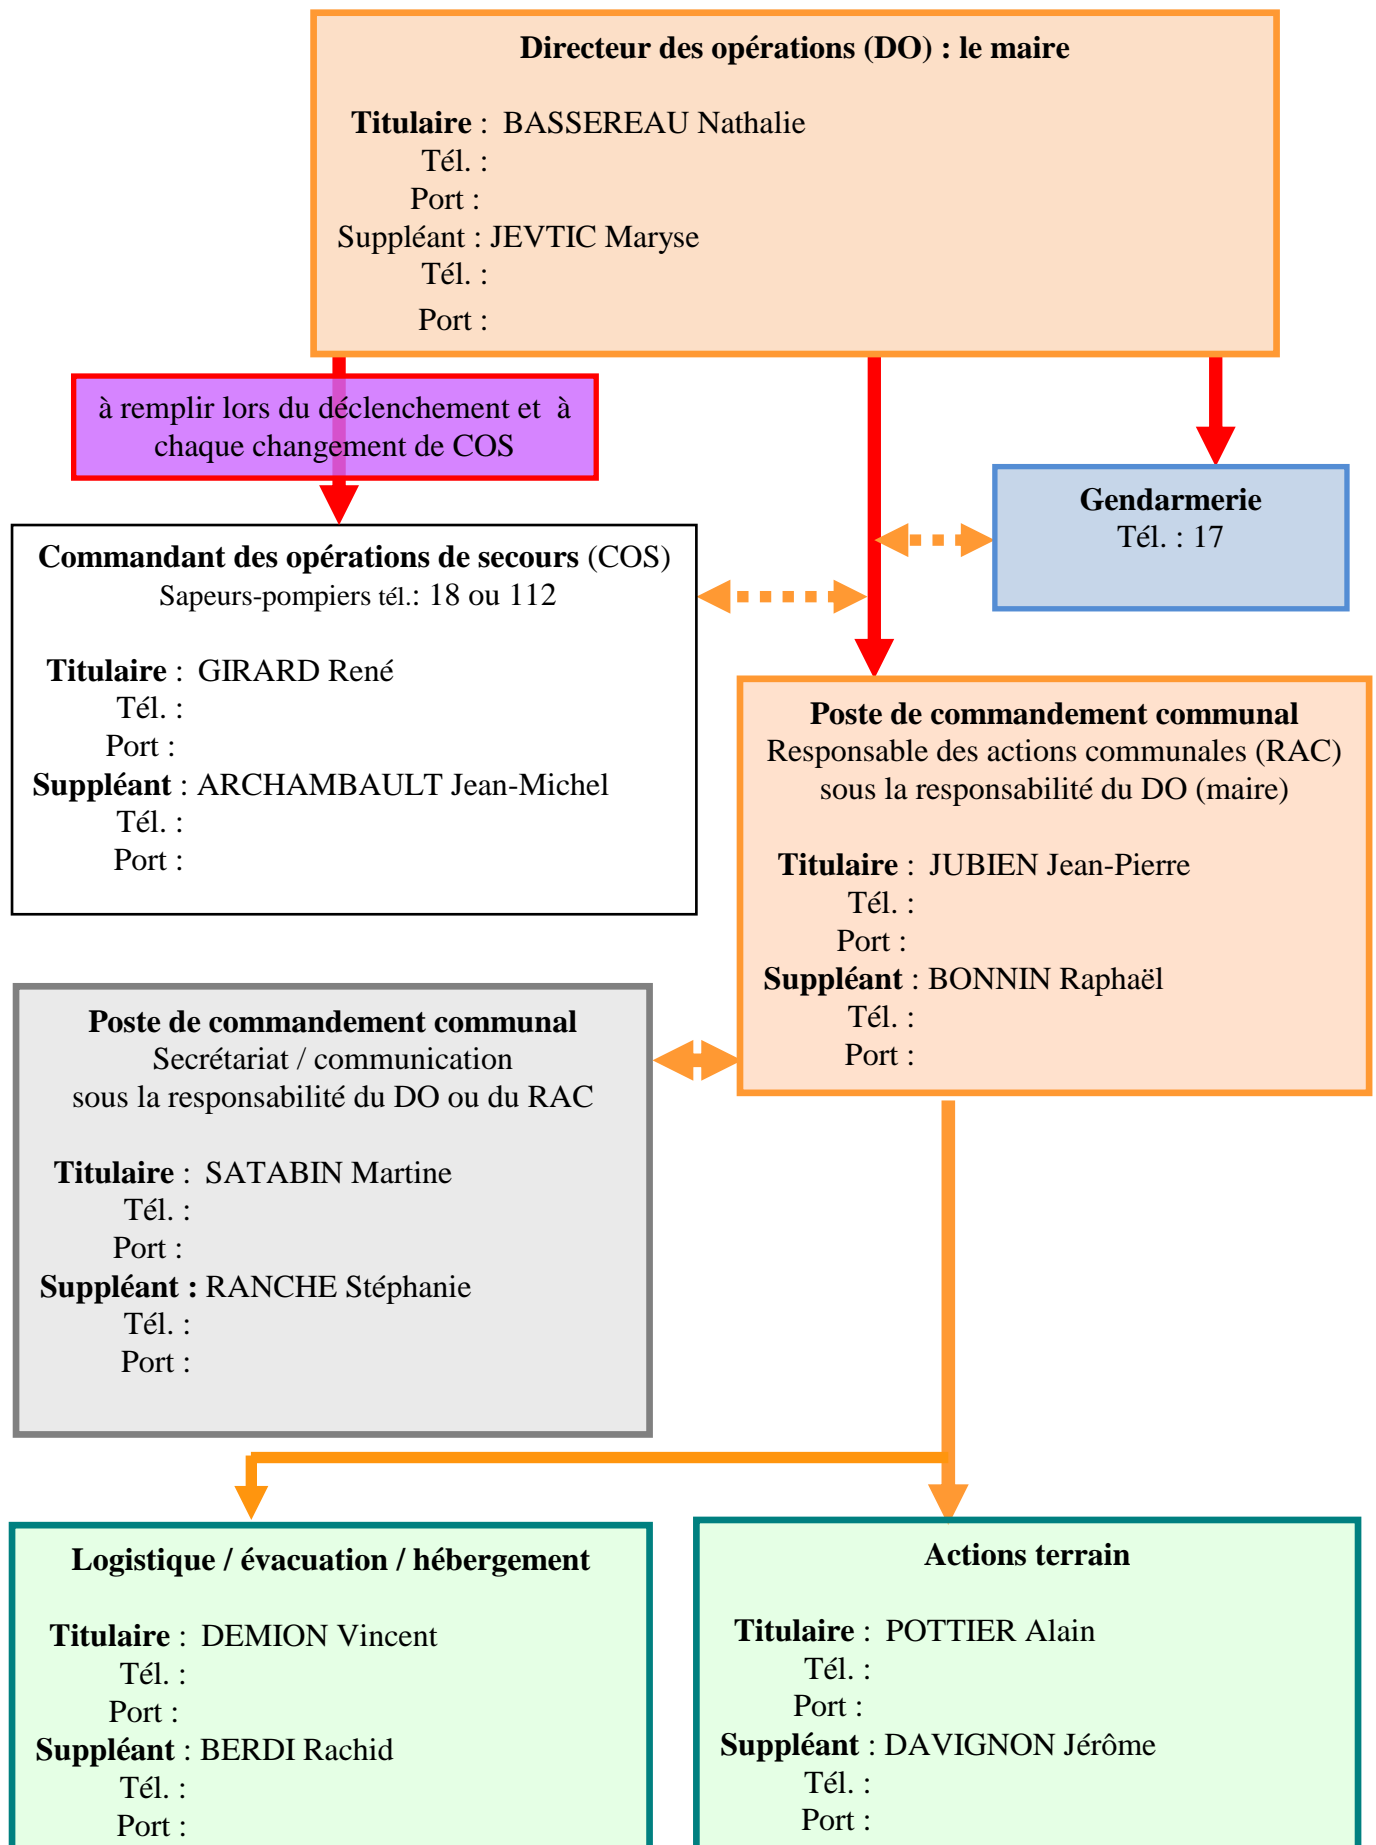 Directeur des opérations (DO) : le maire
Titulaire : BASSEREAU Nathalie
Tél. :
Port :
Suppléant : JEVTIC Maryse
Tél. :
Port :
à remplir lors du déclenchement et à
chaque changement de COS
Gendarmerie
Tél. : 17
Commandant des opérations de secours (COS)
Sapeurs-pompiers tél.: 18 ou 112
Titulaire : GIRARD René
Tél. :
Port :
Suppléant : ARCHAMBAULT Jean-Michel
Tél. :
Port :
Poste de commandement communal
Responsable des actions communales (RAC)
sous la responsabilité du DO (maire)
Titulaire : JUBIEN Jean-Pierre
Tél. :
Port :
Suppléant : BONNIN Raphaël
Tél. :
Port :
Poste de commandement communal
Secrétariat / communication
sous la responsabilité du DO ou du RAC
Titulaire : SATABIN Martine
Tél. :
Port :
Suppléant : RANCHE Stéphanie
Tél. :
Port :
Logistique / évacuation / hébergement
Titulaire : DEMION Vincent
Tél. :
Port :
Suppléant : BERDI Rachid
Tél. :
Port :
Actions terrain
Titulaire : POTTIER Alain
Tél. :
Port :
Suppléant : DAVIGNON Jérôme
Tél. :
Port :